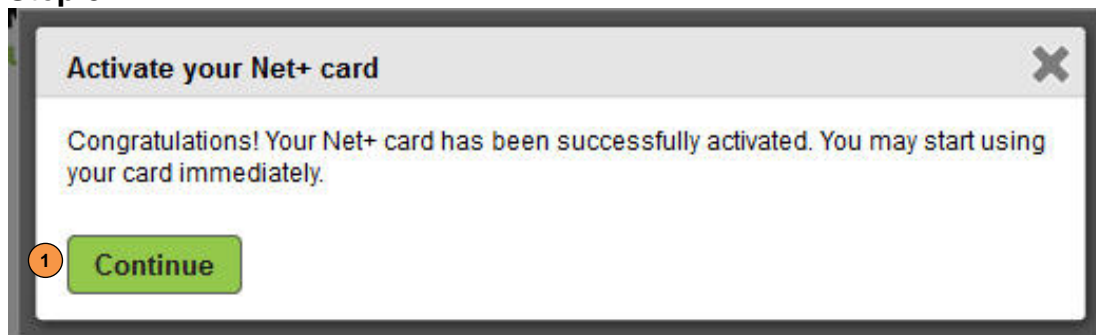 Activate your Net+ card
Congratulations! Your Net+ card has been successfully activated. You may start using
your card immediately.
1
Continue